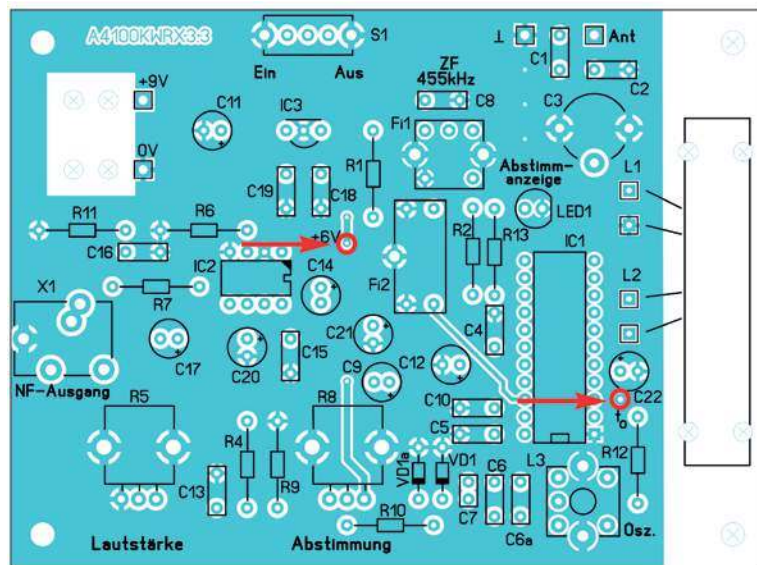 A4100KWRX3:3
S1
Ein
Aus
⊥
Ant
C1
C2
+9V
0V
C11
IC3
ZF
455kHz
C8
C3
Fi1
R1
Abstimm-
anzeige
L1
C19
C18
LED1
R11
R6
+6V
R2
R13
IC1
C16
IC2
C14
Fi2
L2
X1
R7
C4
C21
C17
C20
C15
C12
C22
C9
fo
NF-Ausgang
R5
R8
C10
C5
R4
R9
VD1a
VD1
C6
L3
R12
C13
C7
R10
C6a
Osz.
Lautstärke
Abstimmung